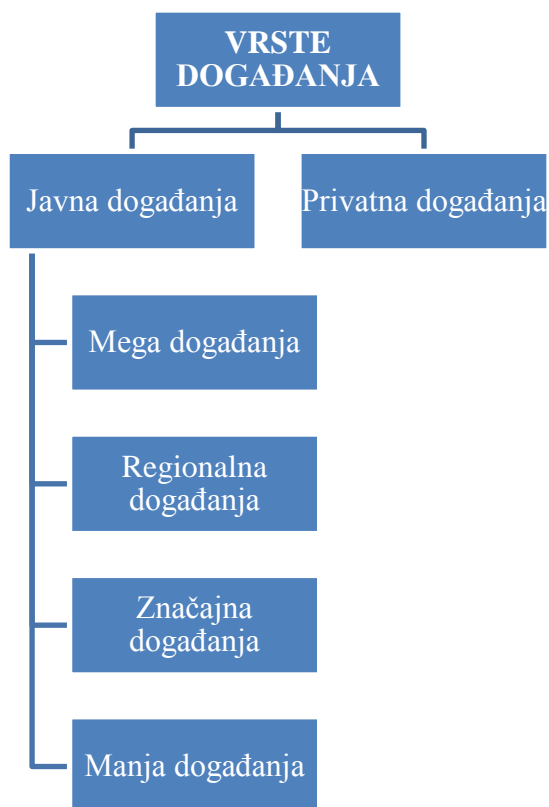 VRSTE
DOGAĐANJA
Javna događanja
Privatna događanja
Mega događanja
Regionalna
događanja
Značajna
događanja
Manja događanja